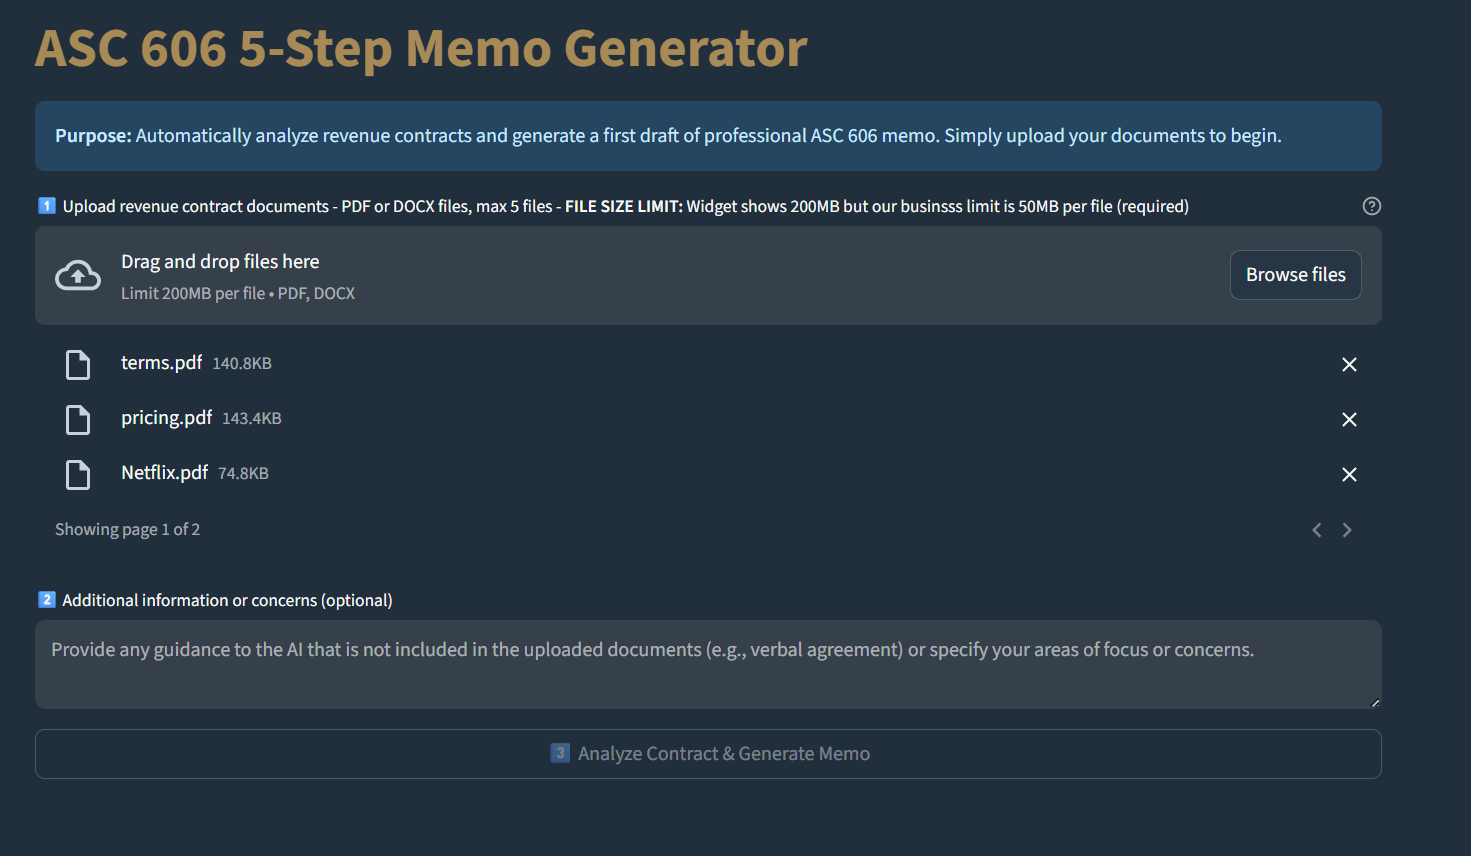 ASC 606 5-Step Memo Generator
Purpose: Automatically analyze revenue contracts and generate a first draft of professional ASC 606 memo. Simply upload your documents to begin.
1 Upload revenue contract documents - PDF or DOCX files, max 5 files - FILE SIZE LIMIT: Widget shows 200MB but our businsss limit is 50MB per file (required)
Drag and drop files here
Limit 200MB per file • PDF, DOCX
Browse files
terms.pdf 140.8KB
pricing.pdf 143.4KB
Netflix.pdf 74.8KB
Showing page 1 of 2
2 Additional information or concerns (optional)
Provide any guidance to the AI that is not included in the uploaded documents (e.g., verbal agreement) or specify your areas of focus or concerns.
3 Analyze Contract & Generate Memo